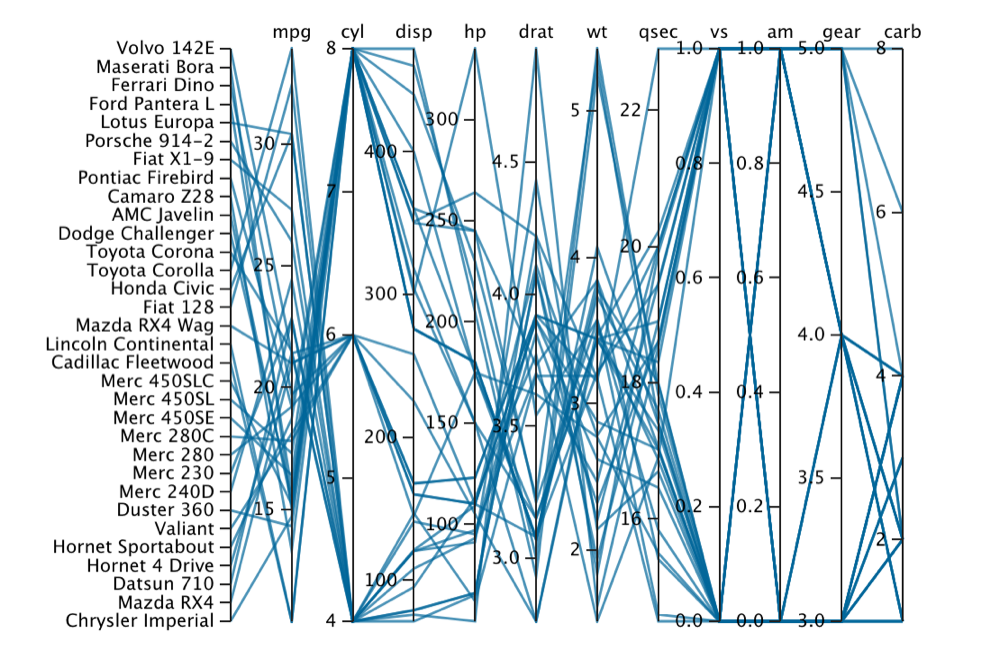 mpg cyl disp hp drat wt qsec vs am gear carb
Volvo 142E 8 1.0 1.0 5.0 8
Maserati Bora
Ferrari Dino
Ford Pantera L 5 22
Lotus Europa 300
Porsche 914-2 30 400
Fiat X1-9 4.5 0.8 0.8
Pontiac Firebird
Camaro Z28 7 4.5
AMC Javelin 250 6
Dodge Challenger
Toyota Corona 4 20
Toyota Corolla 25 0.6 0.6
Honda Civic 300 4.0
Fiat 128
Mazda RX4 Wag 6 200 4.0
Lincoln Continental
Cadillac Fleetwood
Merc 450SLC 20 18 4
Merc 450SL 3 0.4 0.4
Merc 450SE 150 3.5
Merc 280C 200
Merc 280
Merc 230 5 3.5
Merc 240D
Duster 360 15 0.2 0.2
Valiant 100 16
Hornet Sportabout 2 2
Hornet 4 Drive 3.0
Datsun 710 100
Mazda RX4
Chrysler Imperial 4 0.0 0.0 3.0